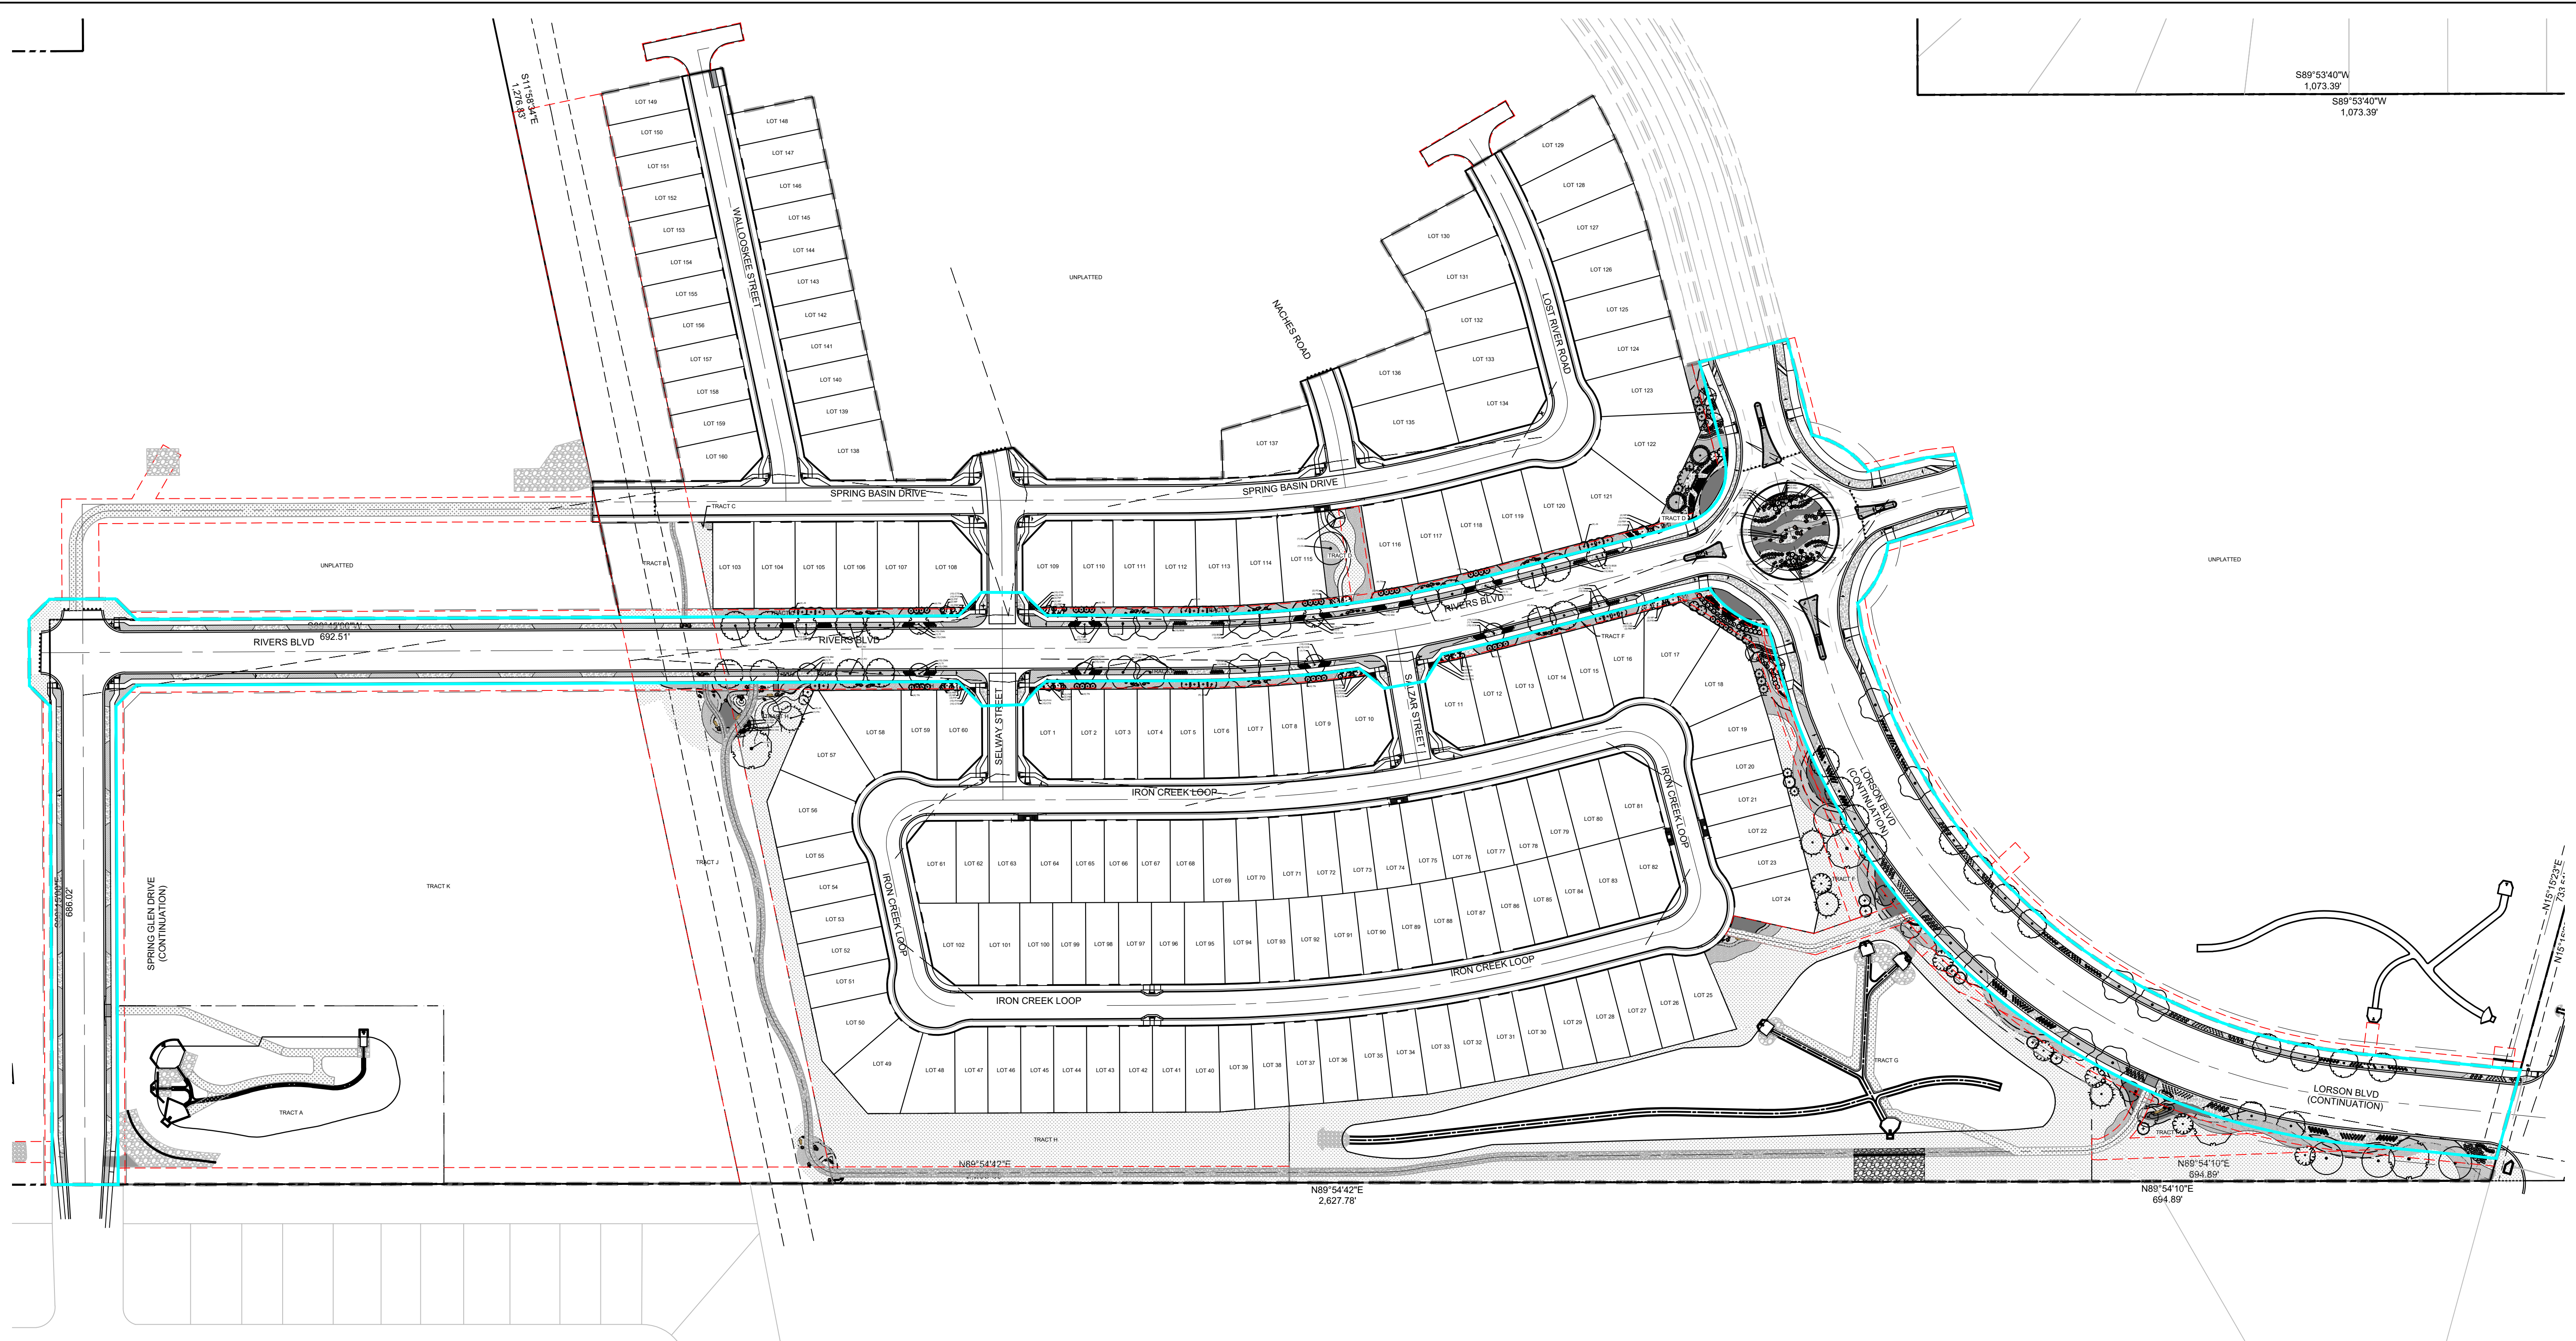 S89°53'40"W
1,073.39'
S89°53'40"W
1,073.39'
S11°58'34"E
1,276.83'
WALLOOSKEE STREET
LOT 149
LOT 150
LOT 151
LOT 152
LOT 153
LOT 154
LOT 155
LOT 156
LOT 157
LOT 158
LOT 159
LOT 160
LOT 148
LOT 147
LOT 146
LOT 145
LOT 144
LOT 143
LOT 142
LOT 141
LOT 140
LOT 139
LOT 138
UNPLATTED
NACHES ROAD
LOST RIVER ROAD
LOT 129
LOT 128
LOT 127
LOT 126
LOT 125
LOT 124
LOT 123
LOT 122
LOT 121
LOT 130
LOT 131
LOT 132
LOT 133
LOT 134
LOT 136
LOT 135
LOT 137
SPRING BASIN DRIVE
SPRING BASIN DRIVE
TRACT C
TRACT B
UNPLATTED
UNPLATTED
LOT 103
LOT 104
LOT 105
LOT 106
LOT 107
LOT 108
LOT 109
LOT 110
LOT 111
LOT 112
LOT 113
LOT 114
LOT 115
TRACT D
LOT 116
LOT 117
LOT 118
LOT 119
LOT 120
TRACT D
692.51'
RIVERS BLVD
RIVERS BLVD
RIVERS BLVD
TRACT F
SELWAY STREET
SALZAR STREET
TRACT H
LOT 57
LOT 58
LOT 59
LOT 60
LOT 1
LOT 2
LOT 3
LOT 4
LOT 5
LOT 6
LOT 7
LOT 8
LOT 9
LOT 10
LOT 11
LOT 12
LOT 13
LOT 14
LOT 15
LOT 16
LOT 17
LOT 18
LOT 19
LOT 20
LOT 21
LOT 22
LOT 23
LOT 24
TRACT F
LORSON BLVD
(CONTINUATION)
IRON CREEK LOOP
IRON CREEK LOOP
IRON CREEK LOOP
IRON CREEK LOOP
IRON CREEK LOOP
LOT 56
LOT 55
LOT 54
LOT 53
LOT 52
LOT 51
LOT 50
LOT 49
LOT 61
LOT 62
LOT 63
LOT 64
LOT 65
LOT 66
LOT 67
LOT 68
LOT 69
LOT 70
LOT 71
LOT 72
LOT 73
LOT 74
LOT 75
LOT 76
LOT 77
LOT 78
LOT 79
LOT 80
LOT 81
LOT 82
LOT 83
LOT 84
LOT 85
LOT 86
LOT 87
LOT 88
LOT 89
LOT 90
LOT 91
LOT 92
LOT 93
LOT 94
LOT 95
LOT 96
LOT 97
LOT 98
LOT 99
LOT 100
LOT 101
LOT 102
LOT 48
LOT 47
LOT 46
LOT 45
LOT 44
LOT 43
LOT 42
LOT 41
LOT 40
LOT 39
LOT 38
LOT 37
LOT 36
LOT 35
LOT 34
LOT 33
LOT 32
LOT 31
LOT 30
LOT 29
LOT 28
LOT 27
LOT 26
LOT 25
TRACT J
TRACT K
686.02'
SPRING GLEN DRIVE
(CONTINUATION)
TRACT A
TRACT G
TRACT H
N15°15'23"E
LORSON BLVD
(CONTINUATION)
N89°54'42"E
N89°54'42"E
2,627.78'
N89°54'10"E
694.89'
N89°54'10"E
694.89'